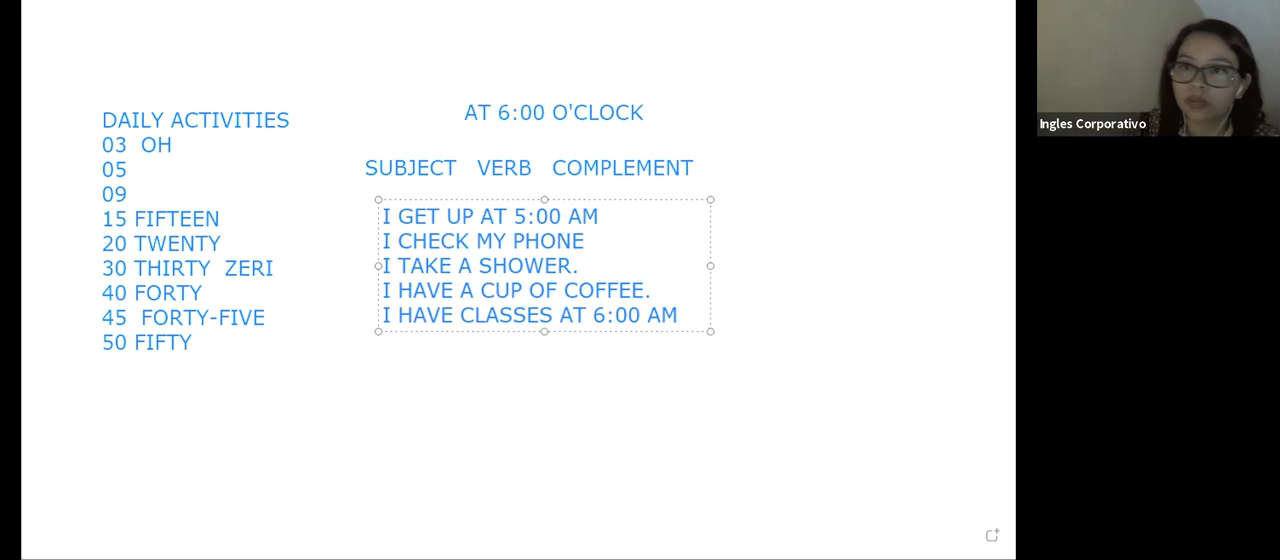 DAILY ACTIVITIES
03 OH
05
09
15 FIFTEEN
20 TWENTY
30 THIRTY ZERI
40 FORTY
45 FORTY-FIVE
50 FIFTY
AT 6:00 O'CLOCK
SUBJECT VERB COMPLEMENT
I GET UP AT 5:00 AM
I CHECK MY PHONE
I TAKE A SHOWER.
I HAVE A CUP OF COFFEE.
I HAVE CLASSES AT 6:00 AM
Ingles Corporativo